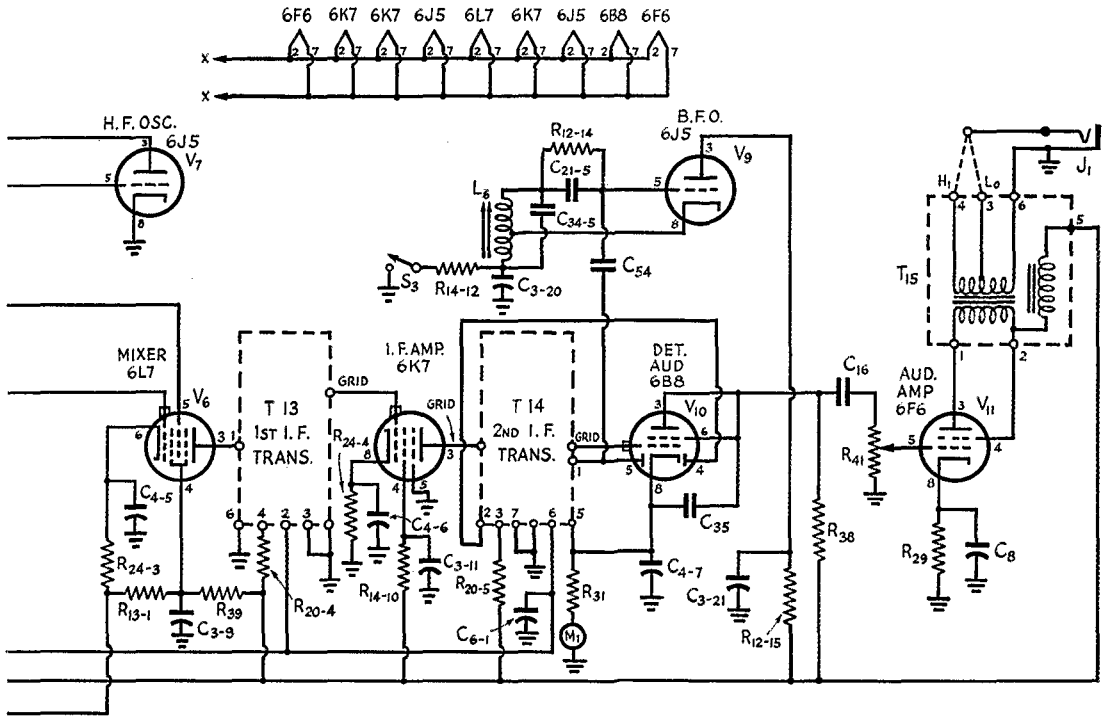 6F6 6K7 6K7 6J5 6L7 6K7 6J5 6B8 6F6
2 7 2 7 2 7 2 7 2 7 2 7 2 7 2 7 2 7
X
X
H.F. OSC.
6J5
V7
3
5
8
B.F.O.
6J5
V9
3
5
8
R12-14
C21-5
L6
C34-5
S3
R14-12
C3-20
C54
H1 Lo
4 3 6
J1
5
T15
1 2
MIXER
6L7
V6
5
6
3
4
1
T 13
1ST I.F.
TRANS.
6 4 2 3
GRID
I.F. AMP.
6K7
GRID
8
3
4
5
R24-4
T 14
2ND I.F.
TRANS.
GRID
1
2 3 7 6 5
DET.
AUD
6B8
V10
3
6
5
4
8
C16
R41
AUD.
AMP
6F6
V11
3
5
4
8
C4-5
R24-3
R13-1
R39
C3-9
R20-4
C4-6
C3-11
R14-10
R20-5
C6-1
R31
M1
C35
C4-7
C3-21
R12-15
R38
R29
C8